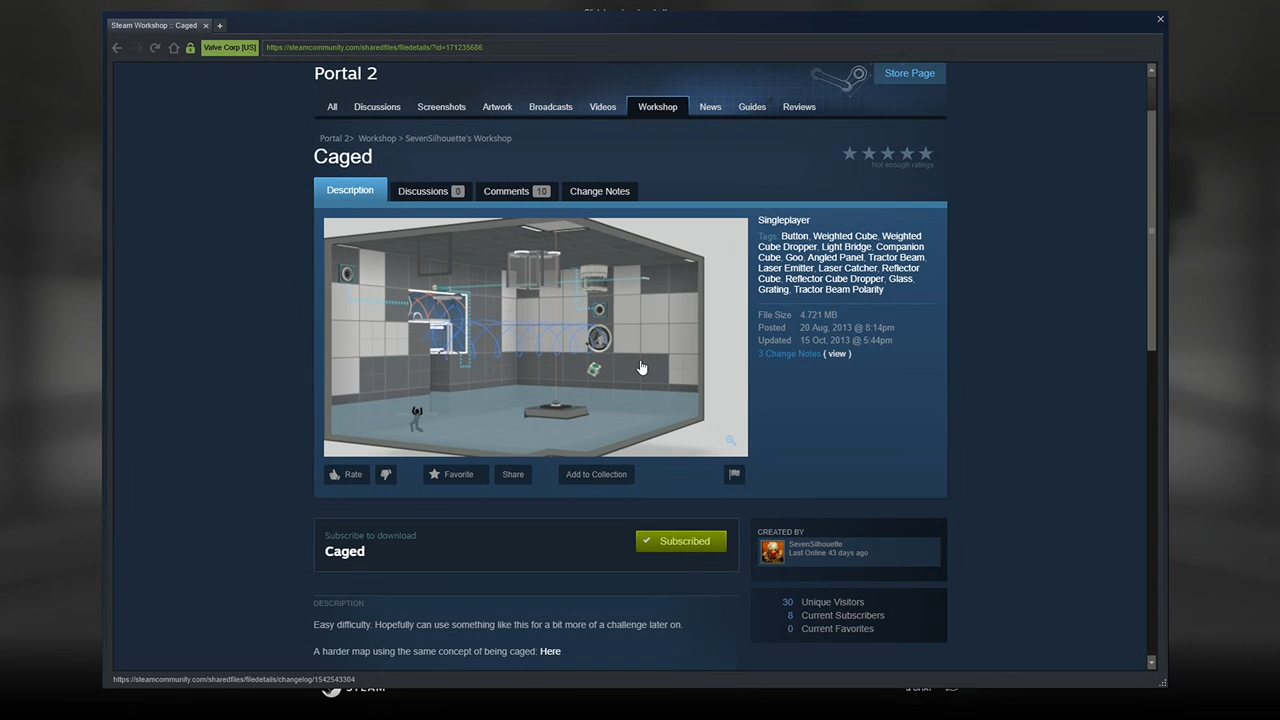 Steam Workshop :: Caged
Valve Corp [US]
https://steamcommunity.com/sharedfiles/filedetails/?id=171235686
Portal 2
Store Page
All Discussions Screenshots Artwork Broadcasts Videos Workshop News Guides Reviews
Portal 2> Workshop > SevenSilhouette's Workshop
Caged
Not enough ratings
Description Discussions 0 Comments 10 Change Notes
Singleplayer
Tags: Button, Weighted Cube, Weighted
Cube Dropper, Light Bridge, Companion
Cube, Goo, Angled Panel, Tractor Beam,
Laser Emitter, Laser Catcher, Reflector
Cube, Reflector Cube Dropper, Glass,
Grating, Tractor Beam Polarity
File Size 4.721 MB
Posted 20 Aug, 2013 @ 8:14pm
Updated 15 Oct, 2013 @ 5:44pm
3 Change Notes ( view )
Rate Favorite Share Add to Collection
Subscribe to download
Caged
Subscribed
CREATED BY
SevenSilhouette
Last Online 43 days ago
30 Unique Visitors
8 Current Subscribers
0 Current Favorites
DESCRIPTION
Easy difficulty. Hopefully can use something like this for a bit more of a challenge later on.
A harder map using the same concept of being caged: Here
https://steamcommunity.com/sharedfiles/filedetails/changelog/1542543304
STEAM
& CHAT